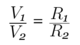 V₁/V₂ = R₁/R₂